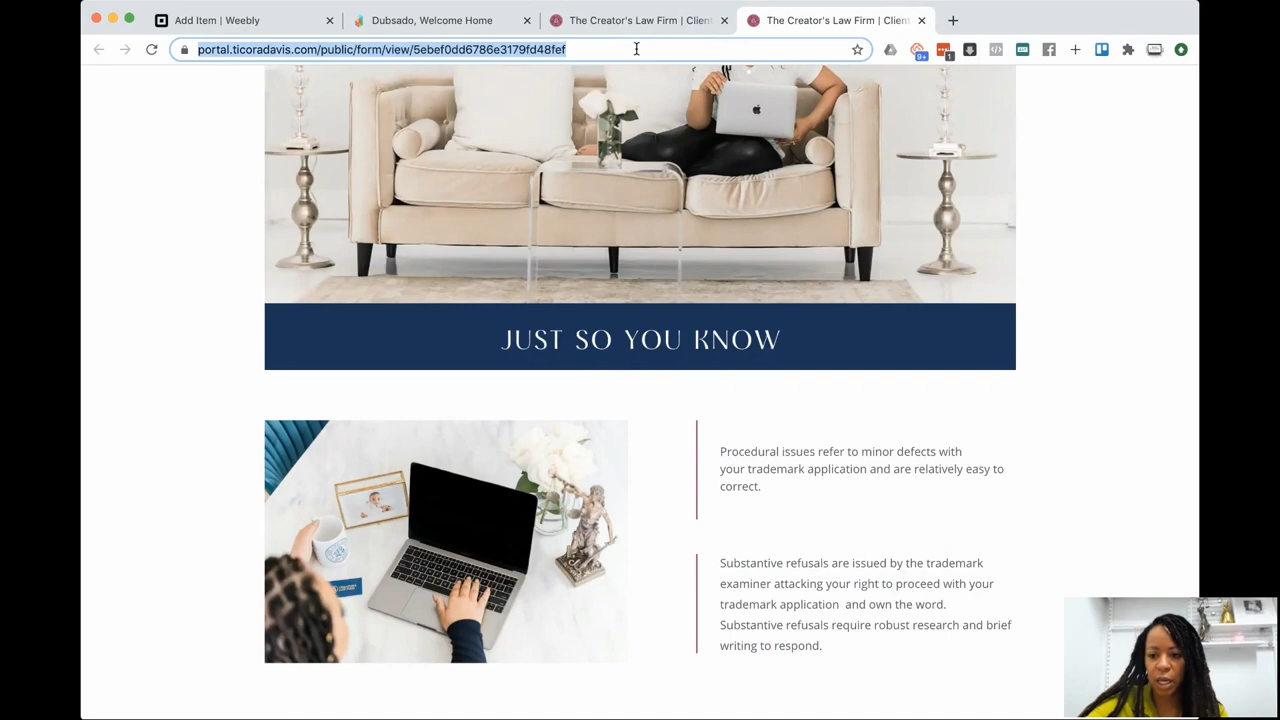 Add Item | Weebly
Dubsado, Welcome Home
The Creator's Law Firm | Client
The Creator's Law Firm | Client
portal.ticoradavis.com/public/form/view/5ebef0dd6786e3179fd48fef
9+
1
JUST SO YOU KNOW
Procedural issues refer to minor defects with
your trademark application and are relatively easy to
correct.
Substantive refusals are issued by the trademark
examiner attacking your right to proceed with your
trademark application and own the word.
Substantive refusals require robust research and brief
writing to respond.